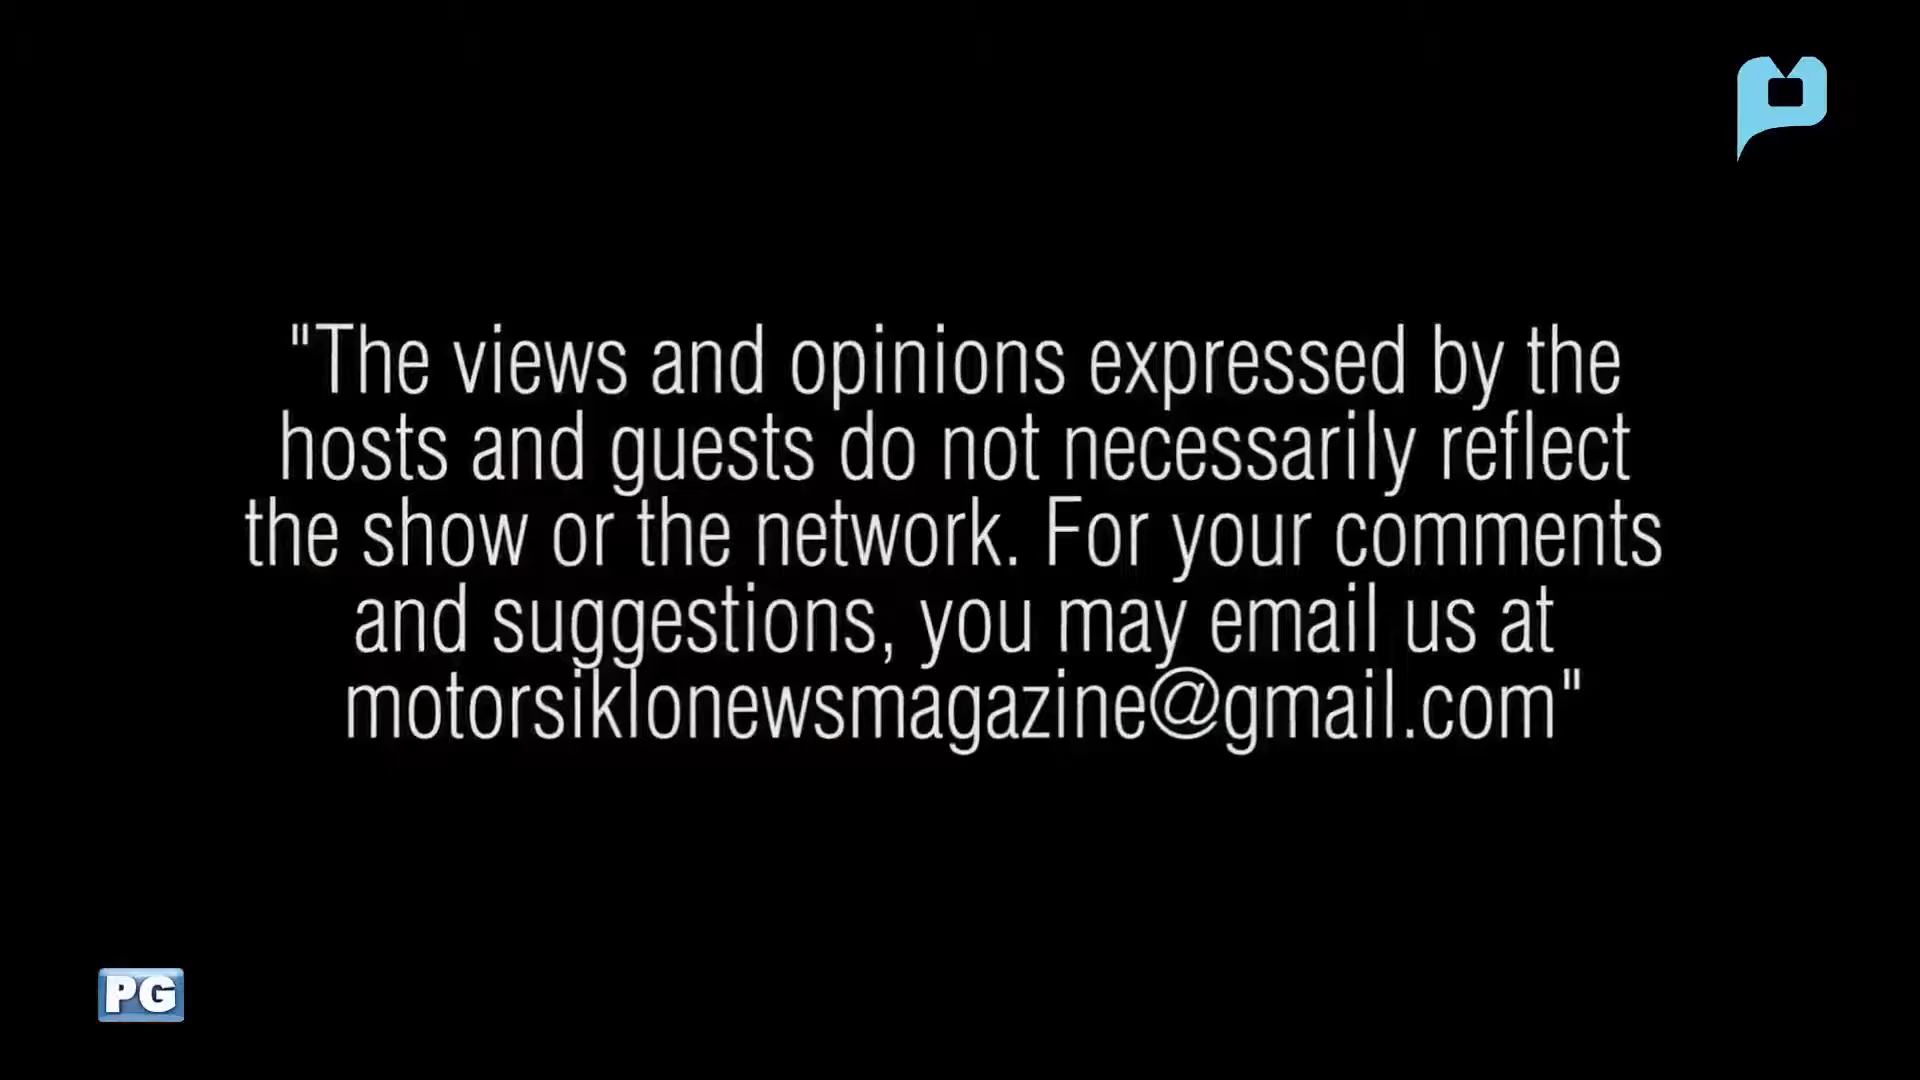 "The views and opinions expressed by the
hosts and guests do not necessarily reflect
the show or the network. For your comments
and suggestions, you may email us at
motorsiklonewsmagazine@gmail.com"
PG